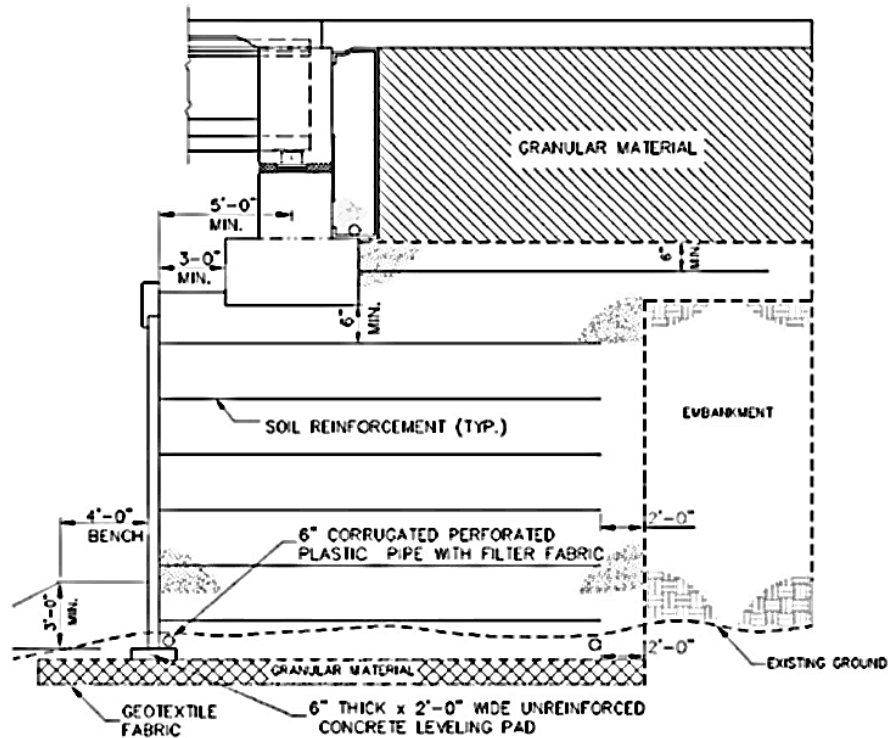 GRANULAR MATERIAL
5'-0"
MIN.
3'-0"
MIN.
6"
MIN.
6"
MIN.
SOIL REINFORCEMENT (TYP.)
EMBANKMENT
4'-0"
BENCH
6" CORRUGATED PERFORATED
PLASTIC PIPE WITH FILTER FABRIC
2'-0"
3'-0"
MIN.
2'-0"
EXISTING GROUND
GRANULAR MATERIAL
GEOTEXTILE
FABRIC
6" THICK x 2'-0" WIDE UNREINFORCED
CONCRETE LEVELING PAD